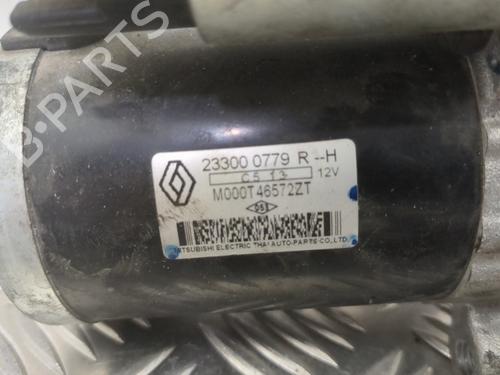 23300 0779 R --H
C5 13 12V
M000T46572ZT
MITSUBISHI ELECTRIC THAI AUTO-PARTS CO.,LTD.
B-Parts